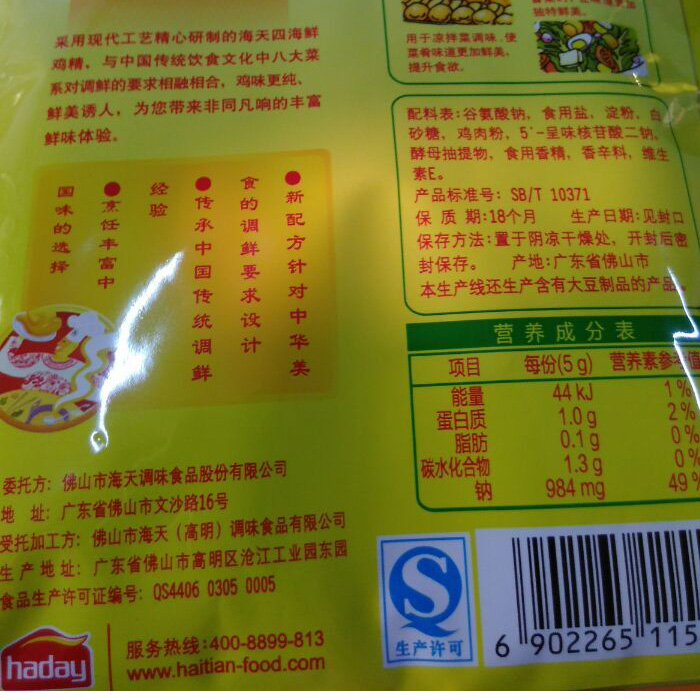 采用现代工艺精心研制的海天四海鲜
鸡精，与中国传统饮食文化中八大菜
系对调鲜的要求相融相合，鸡味更纯、
鲜美诱人，为您带来非同凡响的丰富
鲜味体验。
●新配方针对中华美
食的调鲜要求设计
●传承中国传统调鲜
经验
●烹饪丰富中
国味的选择
独特鲜美。
用于凉拌菜调味，使
菜肴味道更加鲜美，
提升食欲。
配料表:谷氨酸钠，食用盐，淀粉，白
砂糖，鸡肉粉，5'-呈味核苷酸二钠，
酵母抽提物，食用香精，香辛料，维生
素E。
产品标准号：SB/T 10371
保 质 期:18个月 生产日期:见封口
保存方法:置于阴凉干燥处，开封后密
封保存。 产地:广东省佛山市
本生产线还生产含有大豆制品的产品。
营养成分表
项目 每份(5g) 营养素参考值
能量 44 kJ 1%
蛋白质 1.0 g 2%
脂肪 0.1 g 0%
碳水化合物 1.3 g 0%
钠 984 mg 49%
委托方：佛山市海天调味食品股份有限公司
地 址：广东省佛山市文沙路16号
受托加工方：佛山市海天（高明）调味食品有限公司
生产地址：广东省佛山市高明区沧江工业园东园
食品生产许可证编号：QS4406 0305 0005
haday
服务热线:400-8899-813
www.haitian-food.com
S
生产许可
6 902265 115